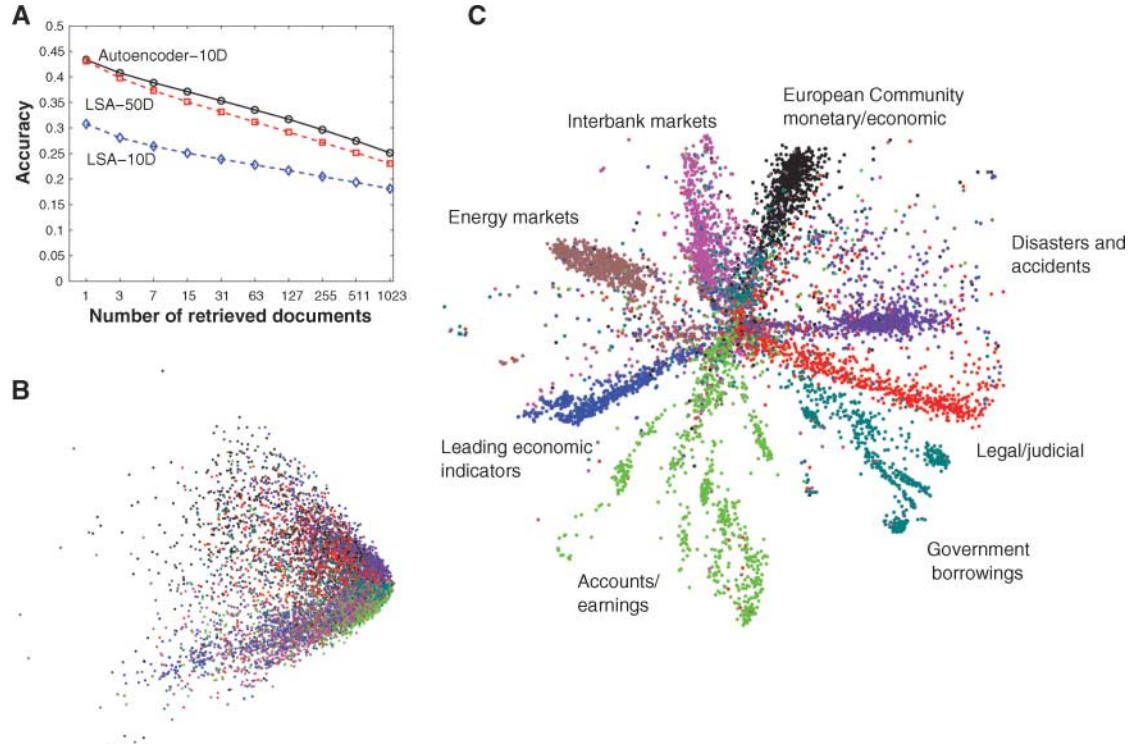 A
0.5
0.45
0.4
0.35
0.3
0.25
0.2
0.15
0.1
0.05
0
Accuracy
Autoencoder-10D
LSA-50D
LSA-10D
1 3 7 15 31 63 127 255 511 1023
Number of retrieved documents
B
C
European Community
monetary/economic
Interbank markets
Energy markets
Disasters and
accidents
Leading economic
indicators
Legal/judicial
Government
borrowings
Accounts/
earnings